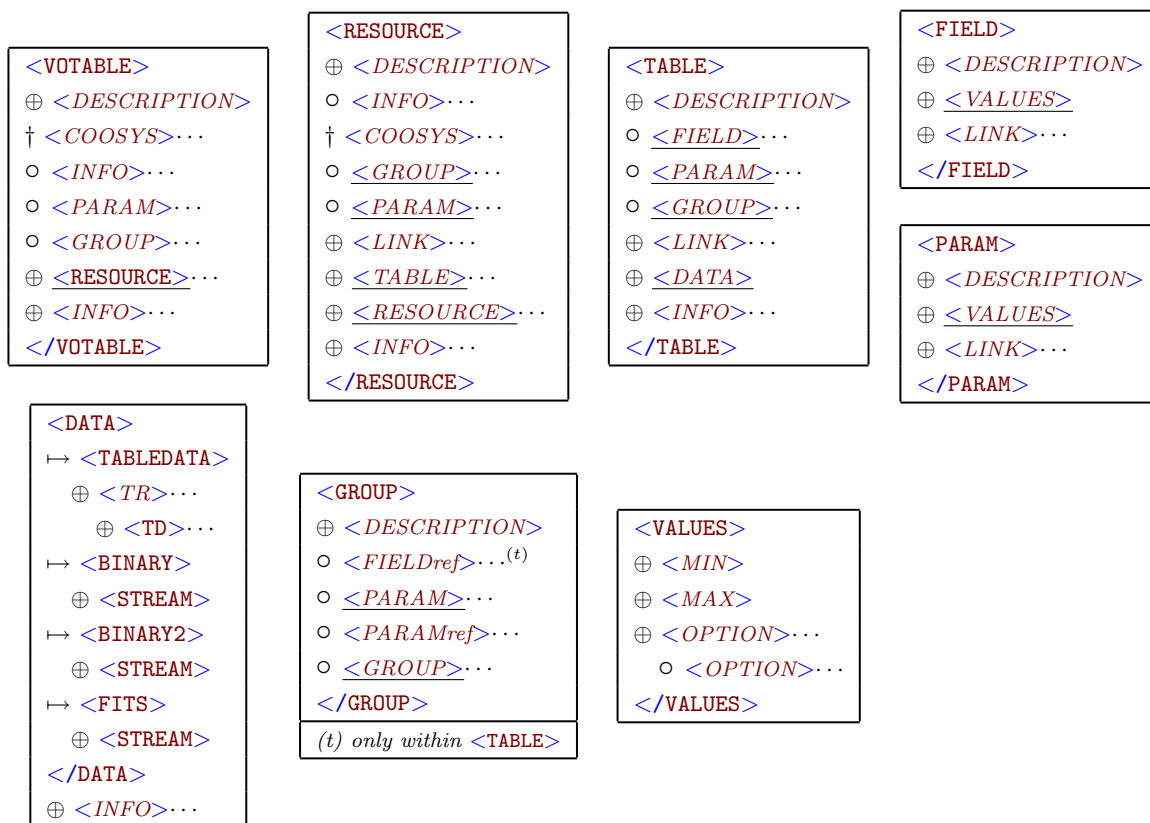 <VOTABLE>
⊕ <DESCRIPTION>
† <COOSYS>···
○ <INFO>···
○ <PARAM>···
○ <GROUP>···
⊕ <RESOURCE>···
⊕ <INFO>···
</VOTABLE>
<RESOURCE>
⊕ <DESCRIPTION>
○ <INFO>···
† <COOSYS>···
○ <GROUP>···
○ <PARAM>···
⊕ <LINK>···
⊕ <TABLE>···
⊕ <RESOURCE>···
⊕ <INFO>···
</RESOURCE>
<TABLE>
⊕ <DESCRIPTION>
○ <FIELD>···
○ <PARAM>···
○ <GROUP>···
⊕ <LINK>···
⊕ <DATA>
⊕ <INFO>···
</TABLE>
<FIELD>
⊕ <DESCRIPTION>
⊕ <VALUES>
⊕ <LINK>···
</FIELD>
<PARAM>
⊕ <DESCRIPTION>
⊕ <VALUES>
⊕ <LINK>···
</PARAM>
<DATA>
↦ <TABLEDATA>
⊕ <TR>···
⊕ <TD>···
↦ <BINARY>
⊕ <STREAM>
↦ <BINARY2>
⊕ <STREAM>
↦ <FITS>
⊕ <STREAM>
</DATA>
⊕ <INFO>···
<GROUP>
⊕ <DESCRIPTION>
○ <FIELDref>···(t)
○ <PARAM>···
○ <PARAMref>···
○ <GROUP>···
</GROUP>
(t) only within <TABLE>
<VALUES>
⊕ <MIN>
⊕ <MAX>
⊕ <OPTION>···
○ <OPTION>···
</VALUES>